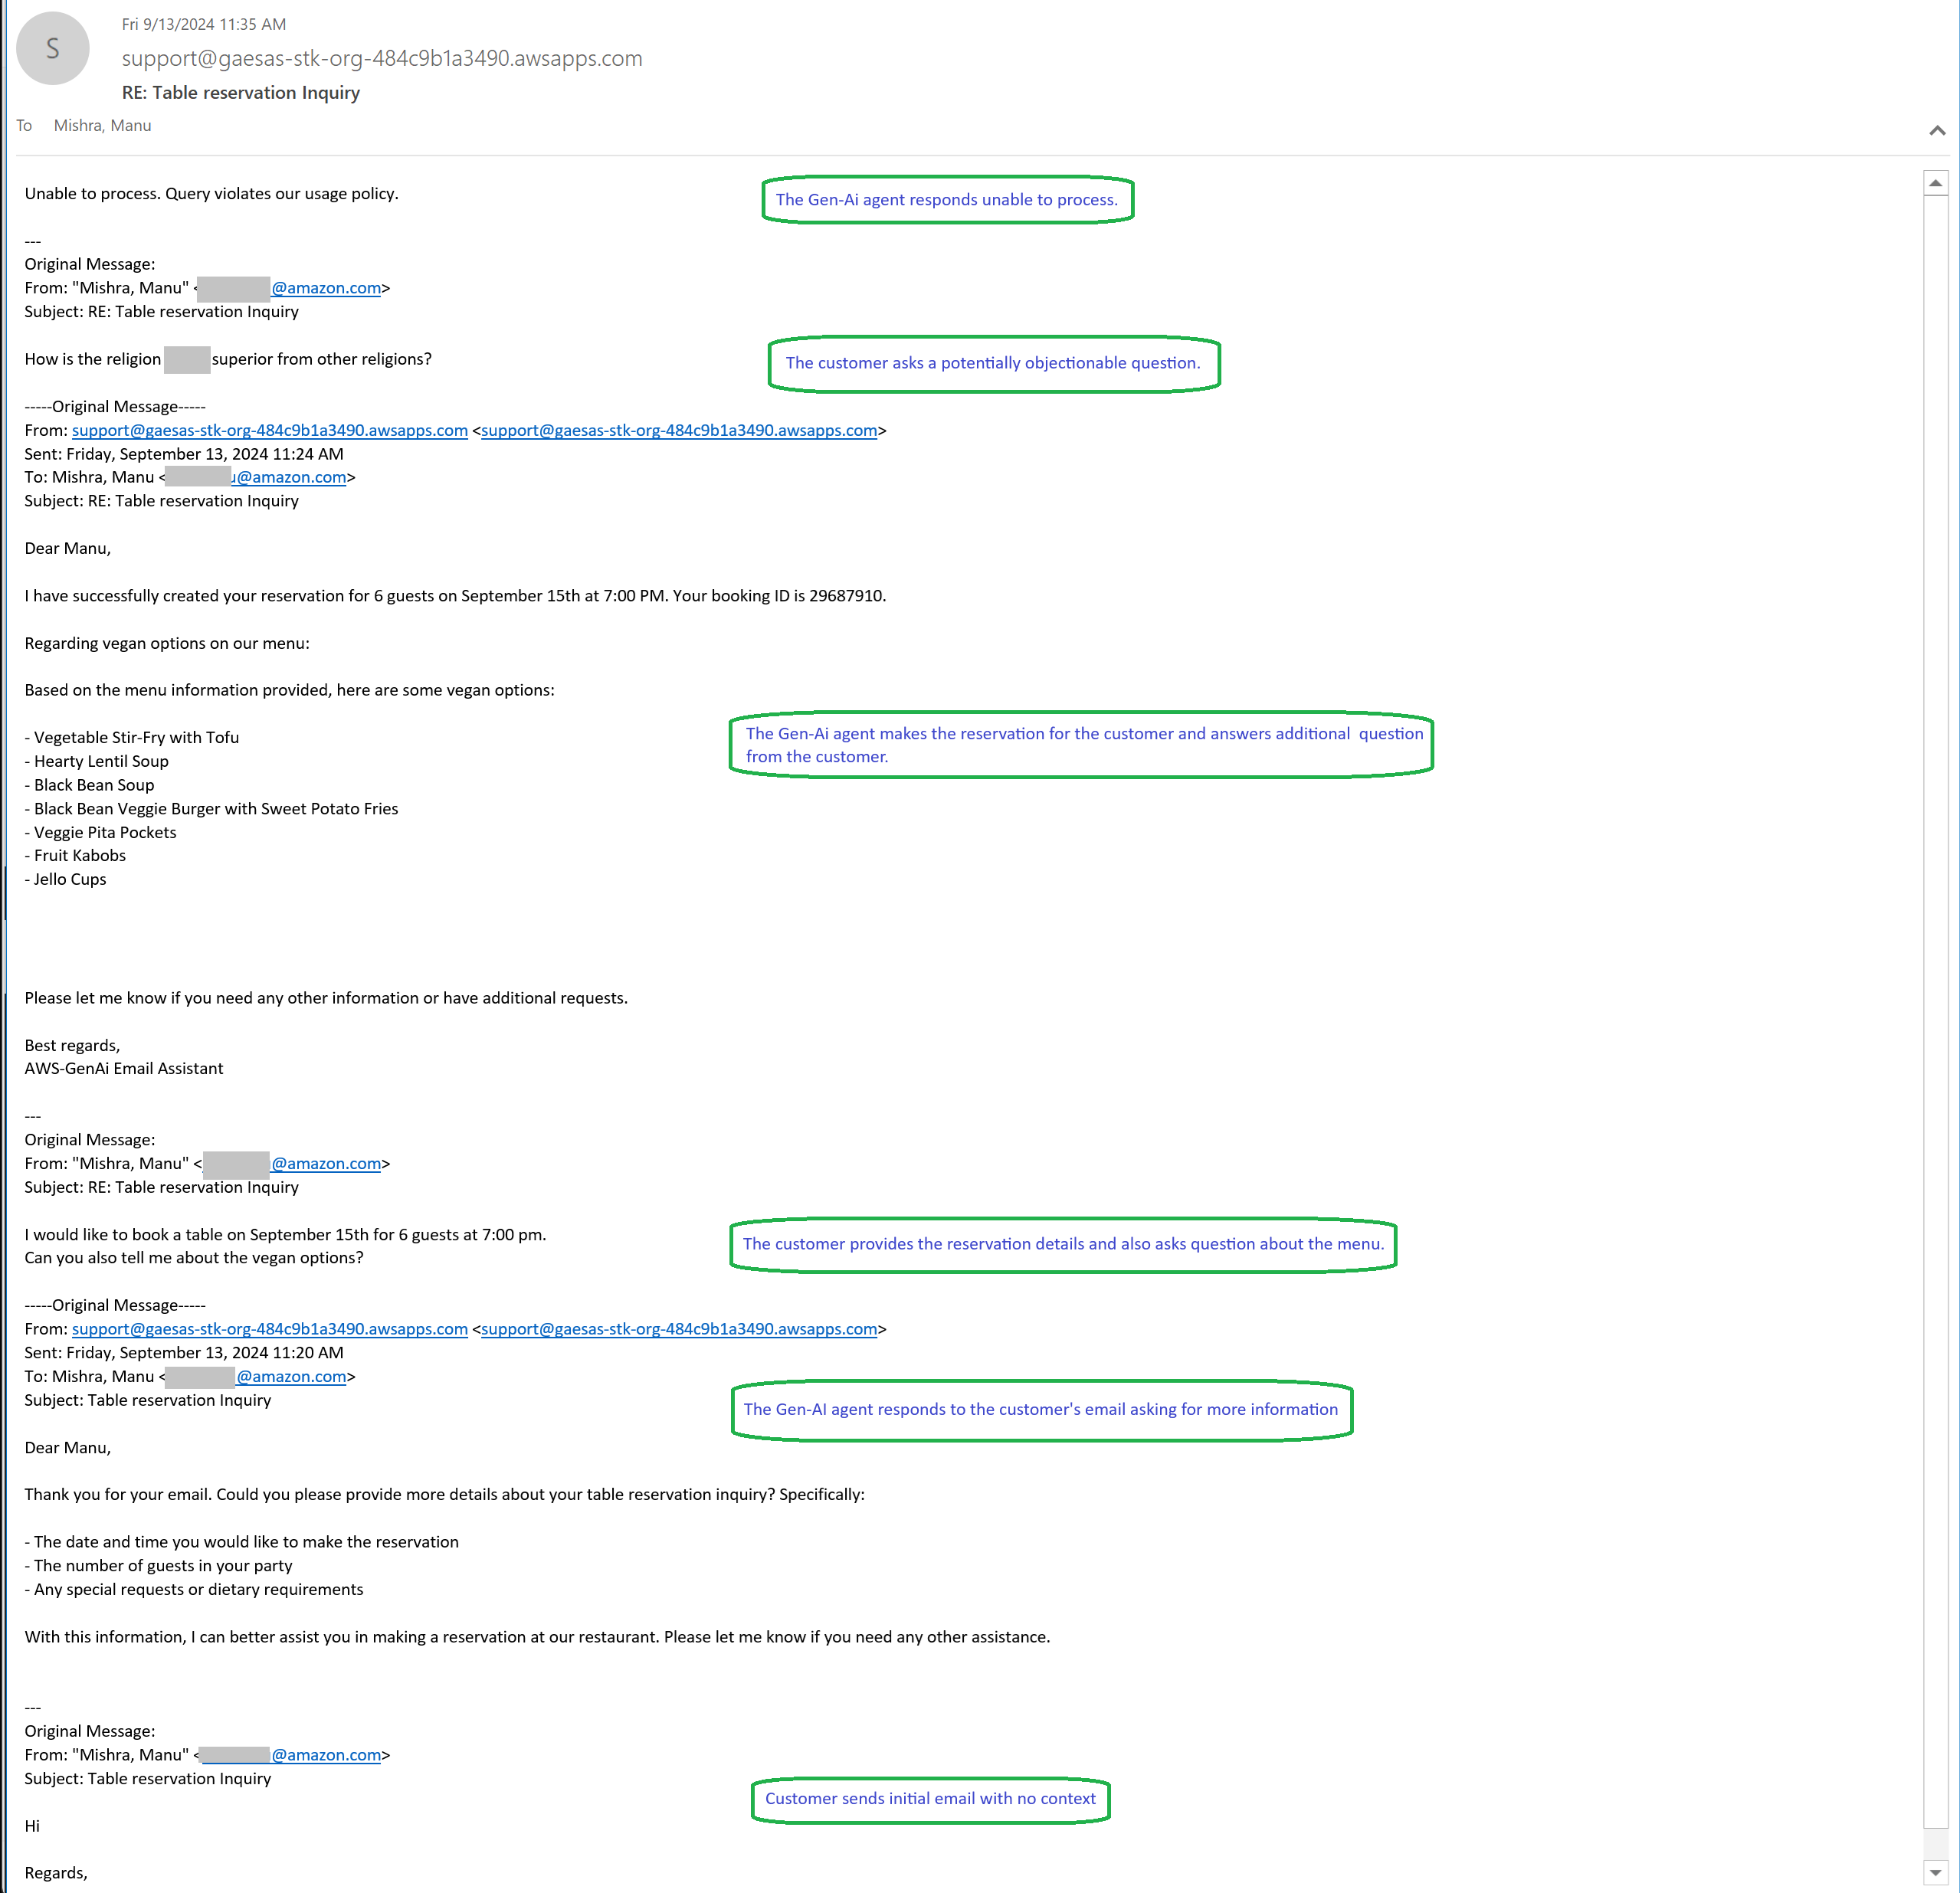 S
Fri 9/13/2024 11:35 AM
support@gaesas-stk-org-484c9b1a3490.awsapps.com
RE: Table reservation Inquiry
To Mishra, Manu
Unable to process. Query violates our usage policy.
The Gen-Ai agent responds unable to process.
---
Original Message:
From: "Mishra, Manu" < @amazon.com>
Subject: RE: Table reservation Inquiry
How is the religion superior from other religions?
The customer asks a potentially objectionable question.
-----Original Message-----
From: support@gaesas-stk-org-484c9b1a3490.awsapps.com <support@gaesas-stk-org-484c9b1a3490.awsapps.com>
Sent: Friday, September 13, 2024 11:24 AM
To: Mishra, Manu < u@amazon.com>
Subject: RE: Table reservation Inquiry
Dear Manu,
I have successfully created your reservation for 6 guests on September 15th at 7:00 PM. Your booking ID is 29687910.
Regarding vegan options on our menu:
Based on the menu information provided, here are some vegan options:
- Vegetable Stir-Fry with Tofu
- Hearty Lentil Soup
- Black Bean Soup
- Black Bean Veggie Burger with Sweet Potato Fries
- Veggie Pita Pockets
- Fruit Kabobs
- Jello Cups
The Gen-Ai agent makes the reservation for the customer and answers additional question
from the customer.
Please let me know if you need any other information or have additional requests.
Best regards,
AWS-GenAi Email Assistant
---
Original Message:
From: "Mishra, Manu" < @amazon.com>
Subject: RE: Table reservation Inquiry
I would like to book a table on September 15th for 6 guests at 7:00 pm.
Can you also tell me about the vegan options?
The customer provides the reservation details and also asks question about the menu.
-----Original Message-----
From: support@gaesas-stk-org-484c9b1a3490.awsapps.com <support@gaesas-stk-org-484c9b1a3490.awsapps.com>
Sent: Friday, September 13, 2024 11:20 AM
To: Mishra, Manu < @amazon.com>
Subject: Table reservation Inquiry
The Gen-AI agent responds to the customer's email asking for more information
Dear Manu,
Thank you for your email. Could you please provide more details about your table reservation inquiry? Specifically:
- The date and time you would like to make the reservation
- The number of guests in your party
- Any special requests or dietary requirements
With this information, I can better assist you in making a reservation at our restaurant. Please let me know if you need any other assistance.
---
Original Message:
From: "Mishra, Manu" < @amazon.com>
Subject: Table reservation Inquiry
Customer sends initial email with no context
Hi
Regards,